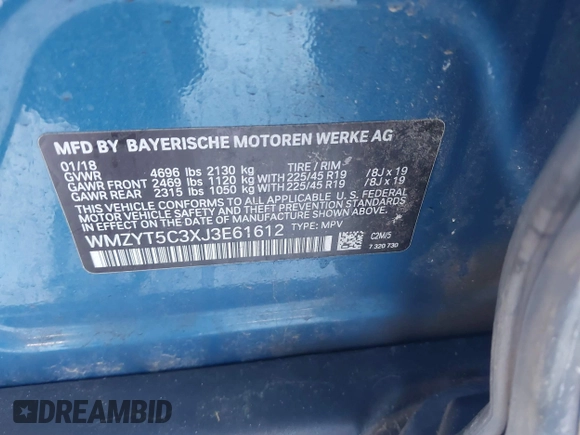 MFD BY BAYERISCHE MOTOREN WERKE AG
01/18 TIRE / RIM
GVWR 4696 lbs 2130 kg
GAWR FRONT 2469 lbs 1120 kg WITH 225/45 R19 /8J x 19
GAWR REAR 2315 lbs 1050 kg WITH 225/45 R19 /8J x 19
THIS VEHICLE CONFORMS TO ALL APPLICABLE U.S. FEDERAL
MOTOR VEHICLE SAFETY, BUMPER, AND THEFT PREVENTION STANDARDS
IN EFFECT ON THE DATE OF MANUFACTURE SHOWN ABOVE.
WMZYT5C3XJ3E61612 TYPE: MPV
C2M/5
7 320 730
DREAMBID